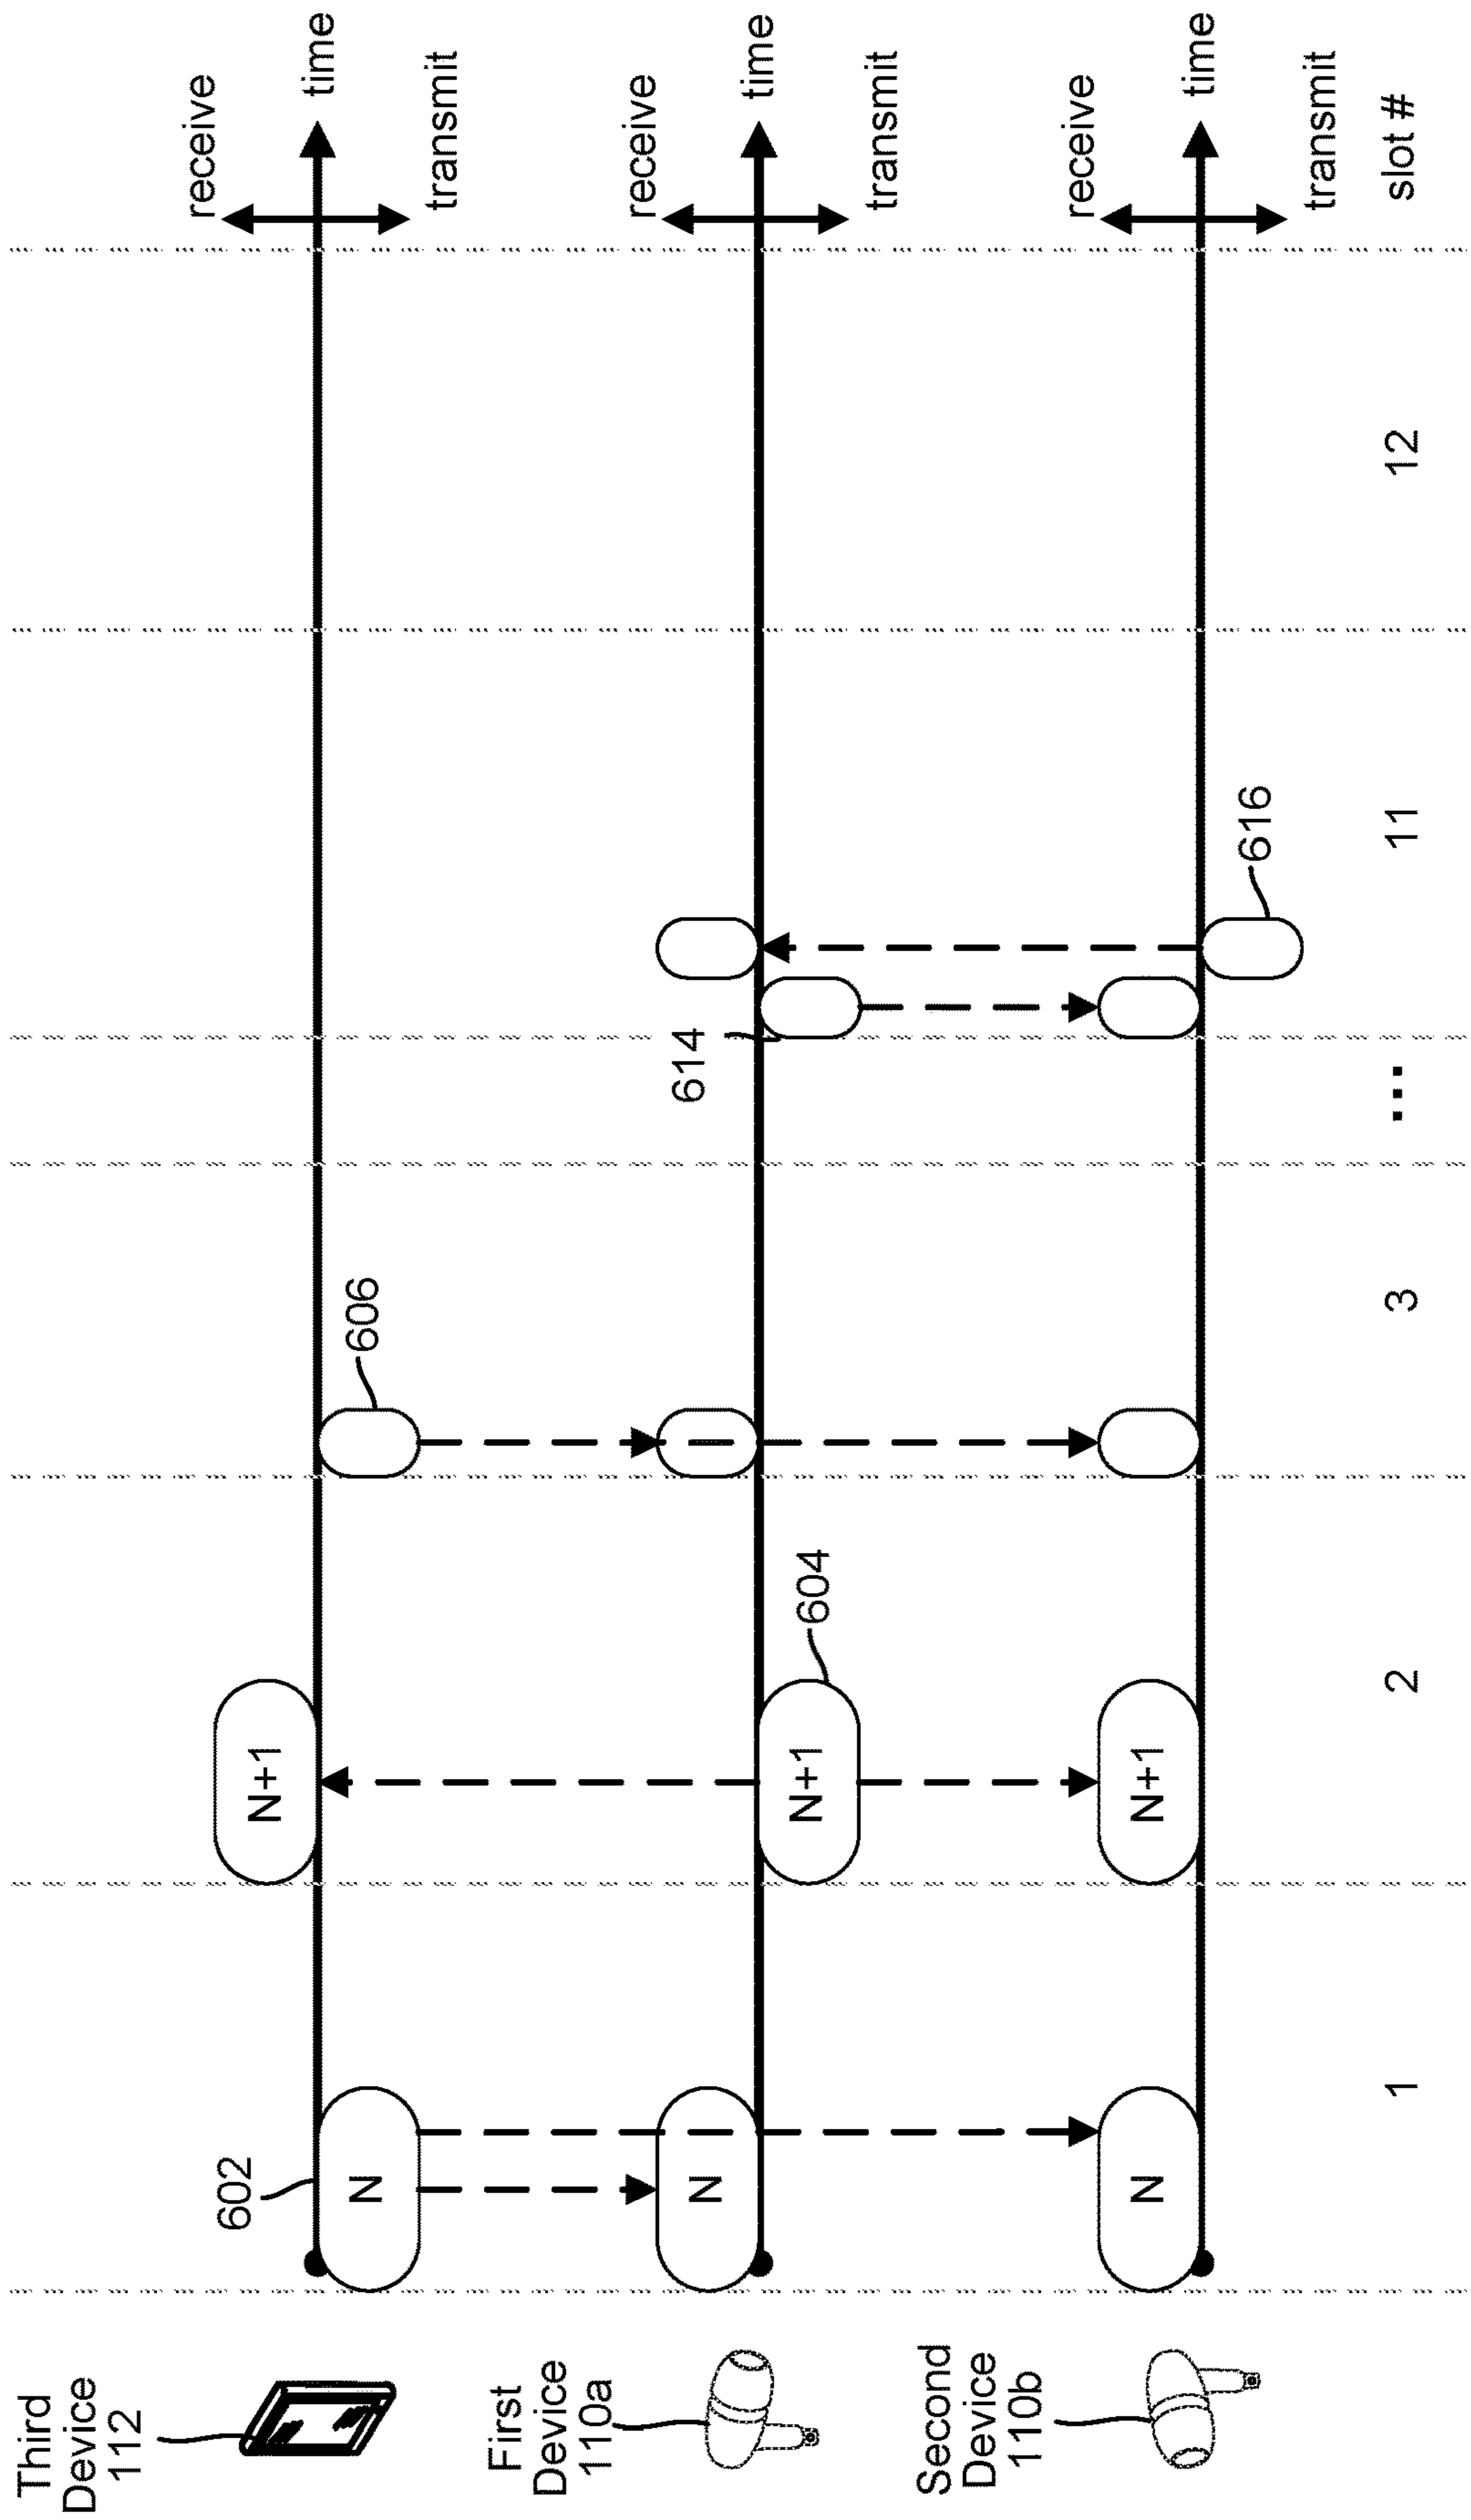 Third
Device
112
602
N
N+1
606
receive
time
transmit
First
Device
110a
N
N+1
604
614
receive
time
transmit
Second
Device
110b
N
N+1
616
receive
time
transmit
1
2
3
...
11
12
slot #